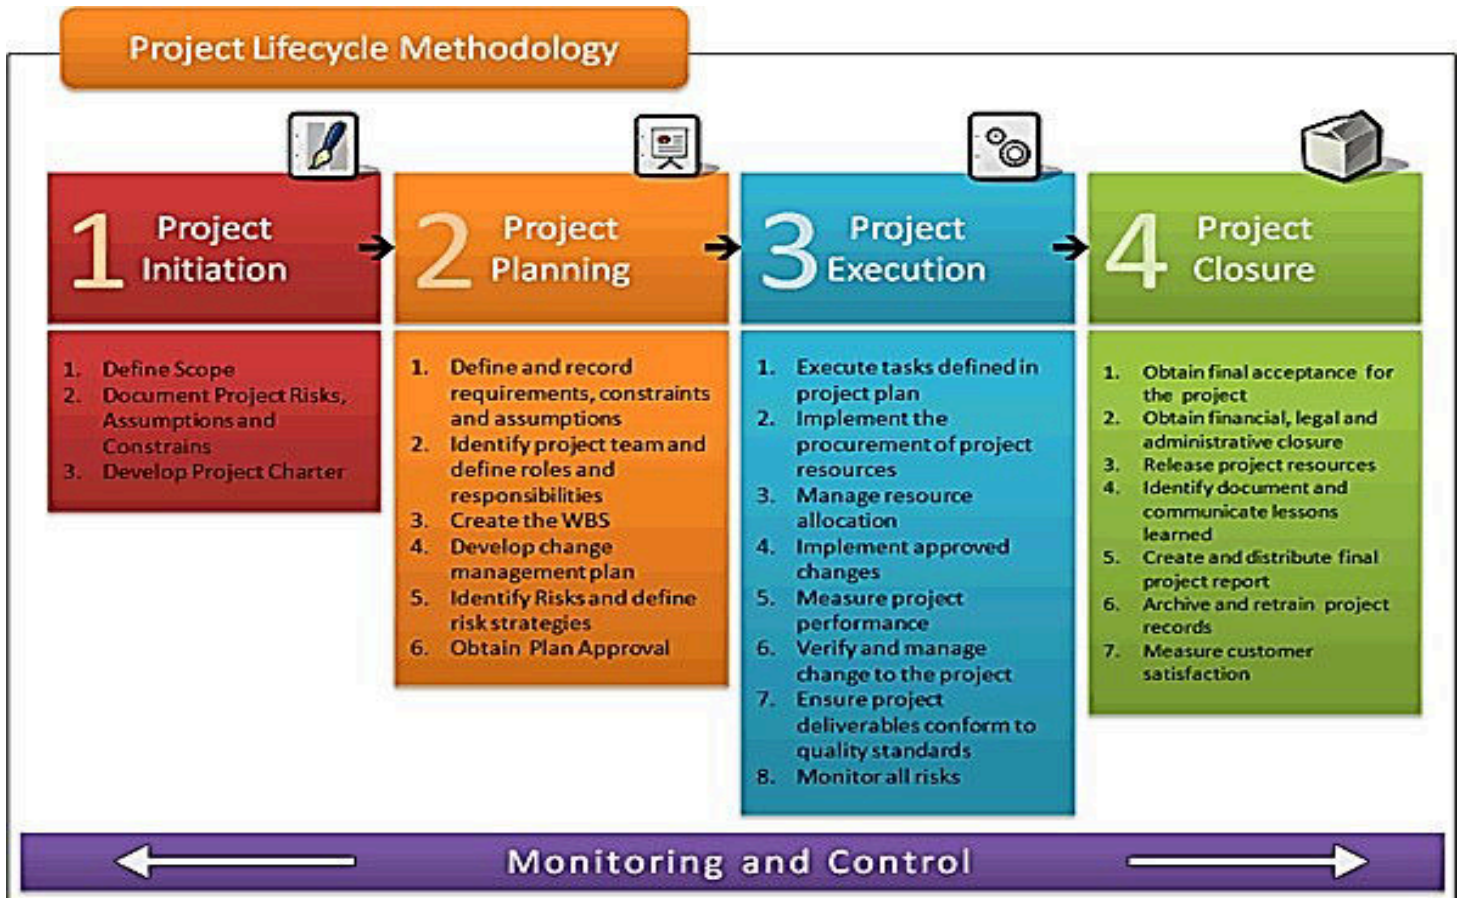 Project Lifecycle Methodology
1 Project
Initiation
1. Define Scope
2. Document Project Risks,
Assumptions and
Constrains
3. Develop Project Charter
2 Project
Planning
1. Define and record
requirements, constraints
and assumptions
2. Identify project team and
define roles and
responsibilities
3. Create the WBS
4. Develop change
management plan
5. Identify Risks and define
risk strategies
6. Obtain Plan Approval
3 Project
Execution
1. Execute tasks defined in
project plan
2. Implement the
procurement of project
resources
3. Manage resource
allocation
4. Implement approved
changes
5. Measure project
performance
6. Verify and manage
change to the project
7. Ensure project
deliverables conform to
quality standards
8. Monitor all risks
4 Project
Closure
1. Obtain final acceptance for
the project
2. Obtain financial, legal and
administrative closure
3. Release project resources
4. Identify document and
communicate lessons
learned
5. Create and distribute final
project report
6. Archive and retrain project
records
7. Measure customer
satisfaction
Monitoring and Control